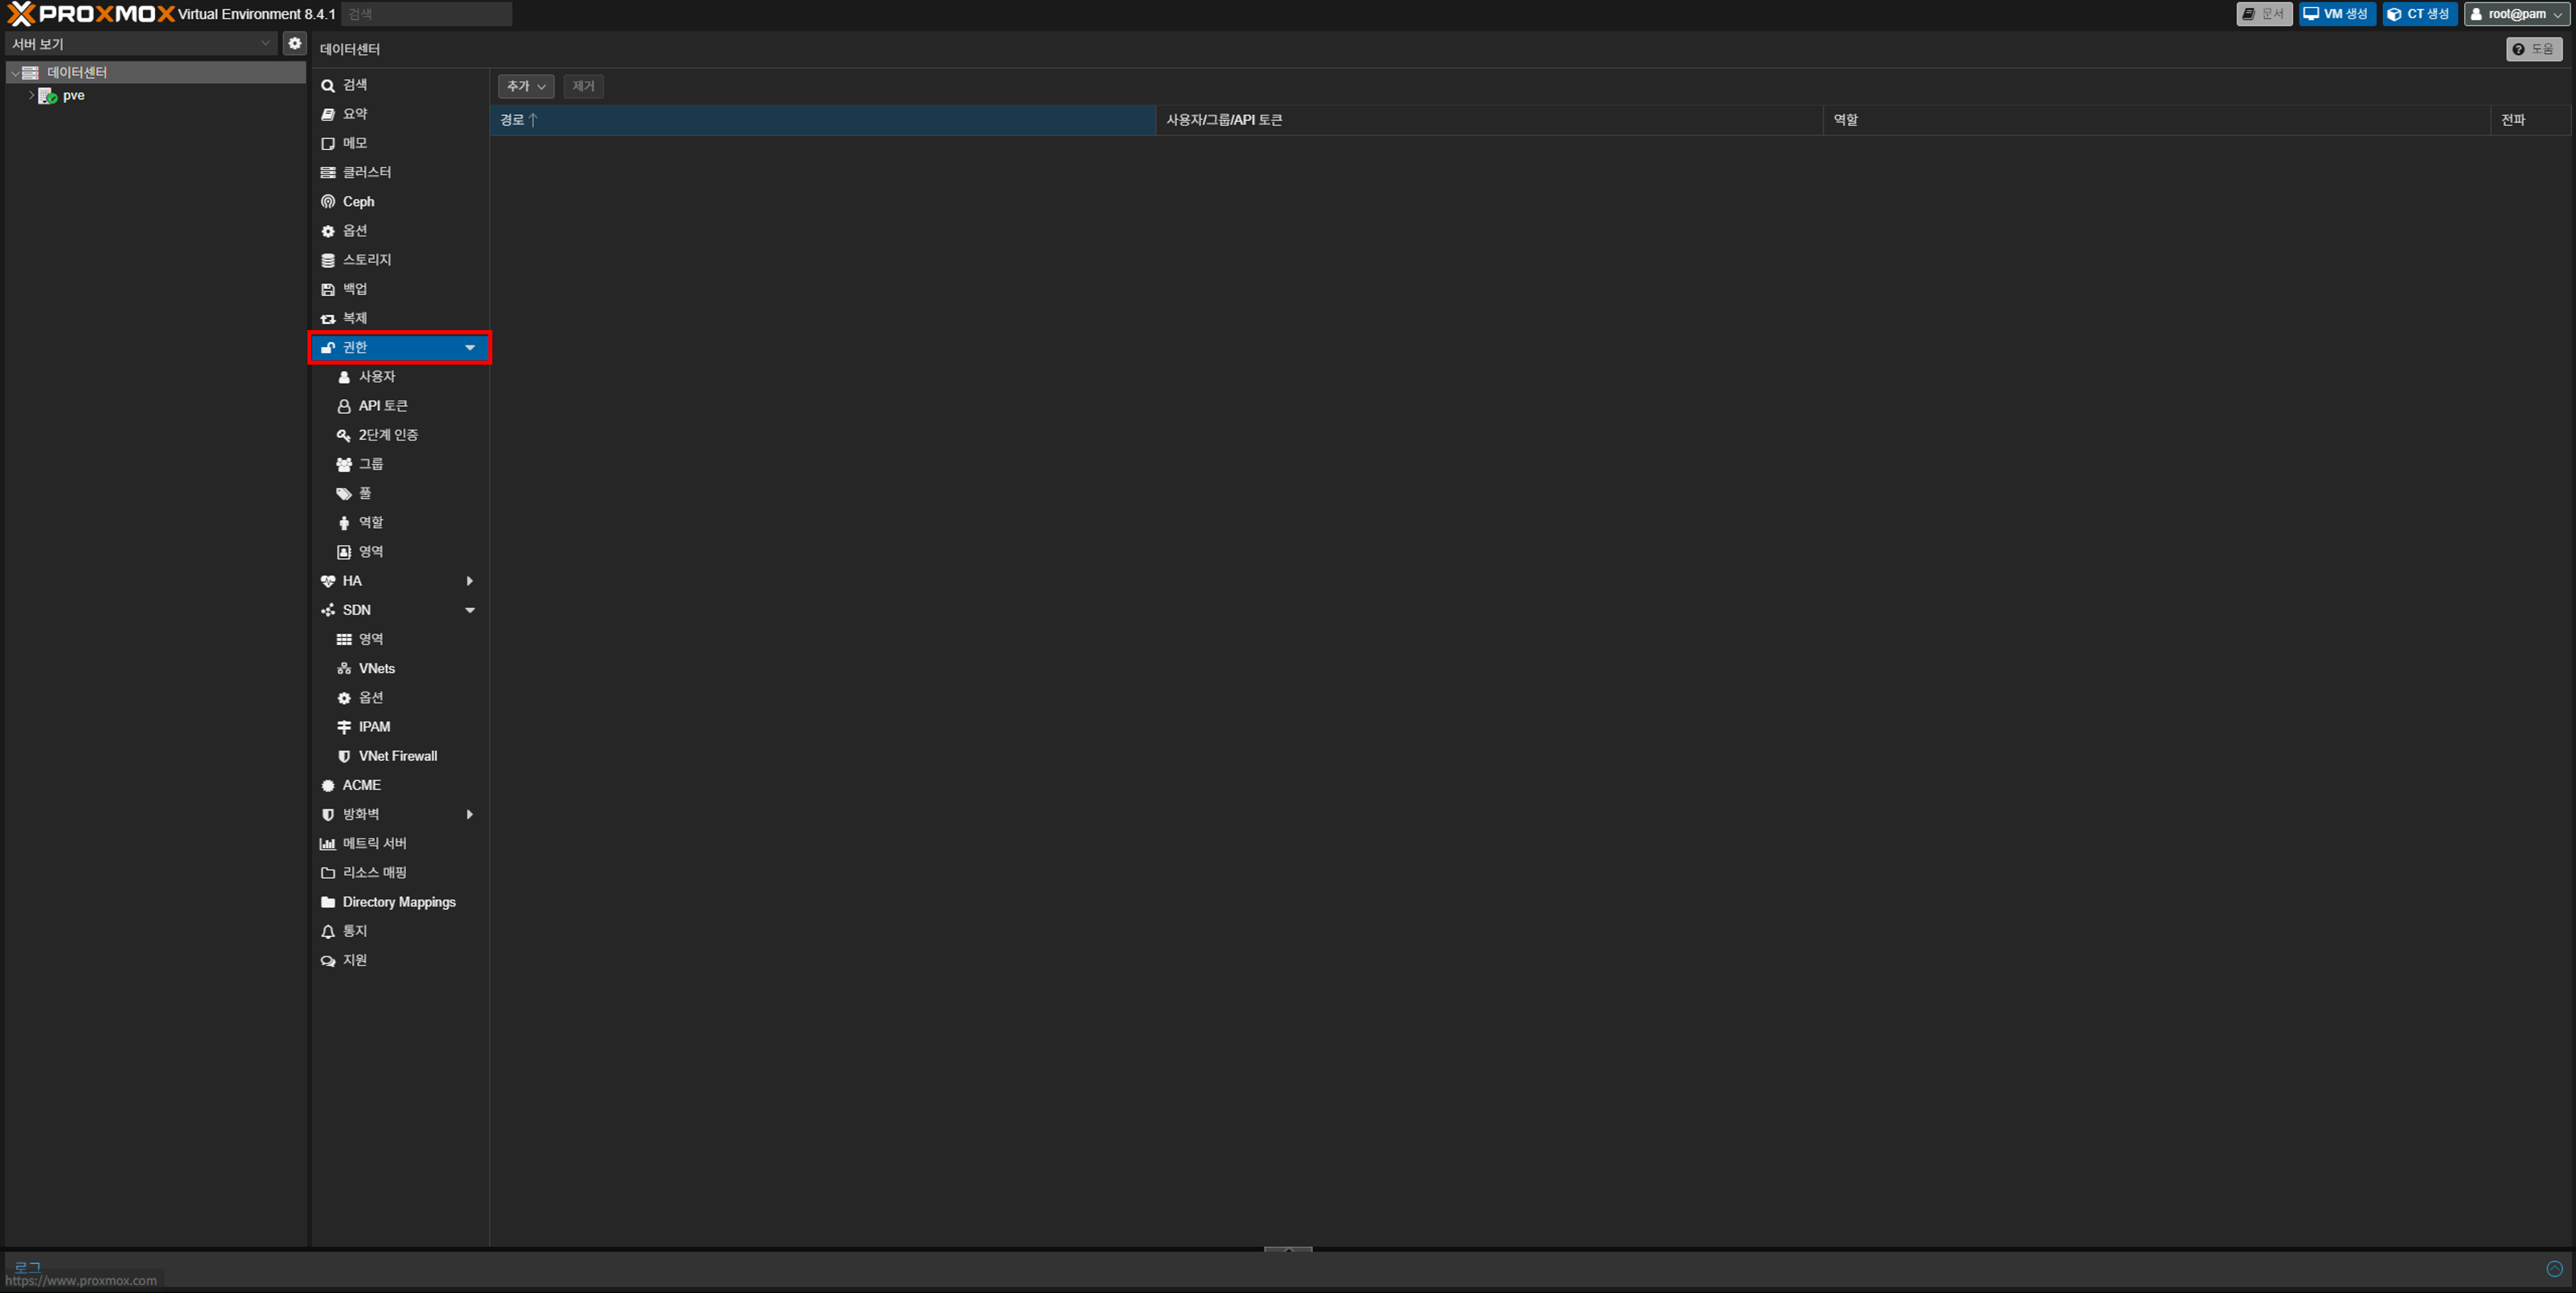 PROXMOX Virtual Environment 8.4.1 검색
문서 VM 생성 CT 생성 root@pam
서버 보기
데이터센터
pve
데이터센터
도움
검색
요약
메모
클러스터
Ceph
옵션
스토리지
백업
복제
권한
사용자
API 토큰
2단계 인증
그룹
풀
역할
영역
HA
SDN
영역
VNets
옵션
IPAM
VNet Firewall
ACME
방화벽
메트릭 서버
리소스 매핑
Directory Mappings
통지
지원
추가 제거
경로 사용자/그룹/API 토큰 역할 전파
로그
https://www.proxmox.com